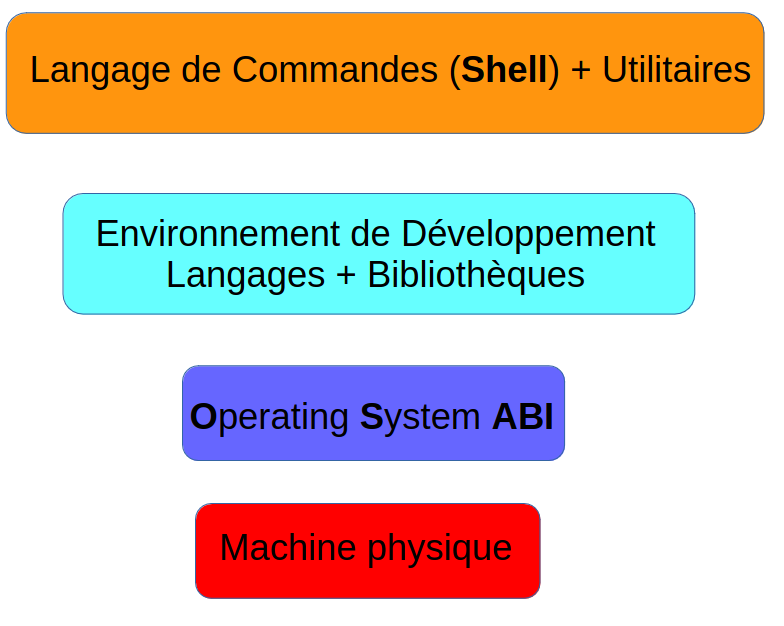 Langage de Commandes (Shell) + Utilitaires
Environnement de Développement
Langages + Bibliothèques
Operating System ABI
Machine physique